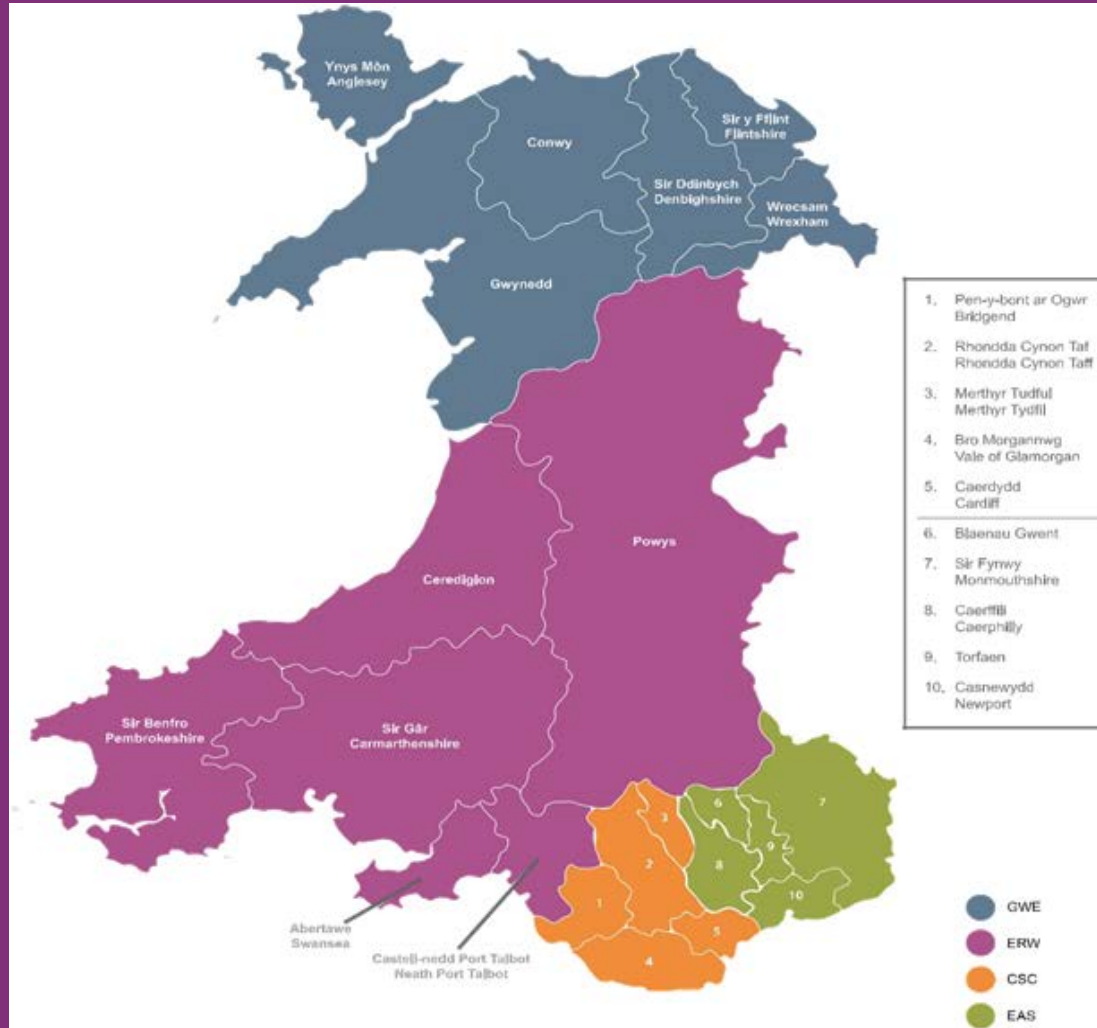 Ynys Môn
Anglesey
Conwy
Sir y Fflint
Flintshire
Sir Ddinbych
Denbighshire
Wrecsam
Wrexham
Gwynedd
Powys
Ceredigion
Sir Benfro
Pembrokeshire
Sir Gâr
Carmarthenshire
Abertawe
Swansea
Castell-nedd Port Talbot
Neath Port Talbot
1
2
3
4
5
6
7
8
9
10
1. Pen-y-bont ar Ogwr
Bridgend
2. Rhondda Cynon Taf
Rhondda Cynon Taff
3. Merthyr Tudful
Merthyr Tydfil
4. Bro Morgannwg
Vale of Glamorgan
5. Caerdydd
Cardiff
6. Blaenau Gwent
7. Sir Fynwy
Monmouthshire
8. Caerffili
Caerphilly
9. Torfaen
10. Casnewydd
Newport
GWE
ERW
CSC
EAS